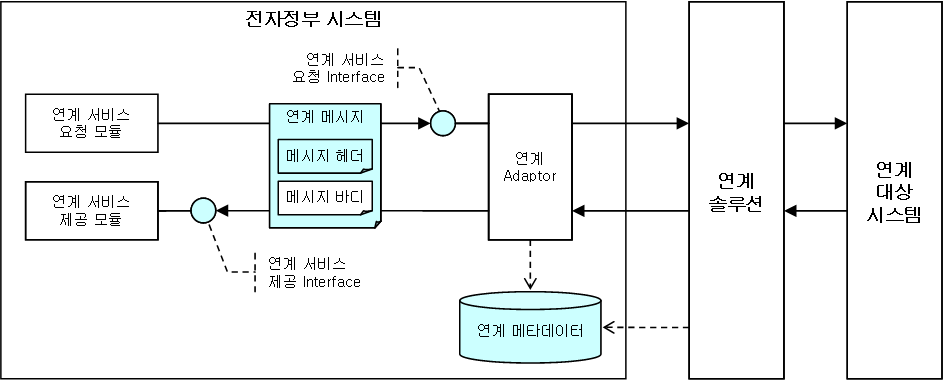 전자정부 시스템
연계 서비스
요청 Interface
연계 서비스
요청 모듈
연계 메시지
메시지 헤더
메시지 바디
연계
Adaptor
연계 서비스
제공 모듈
연계 서비스
제공 Interface
연계 메타데이터
연계
솔루션
연계
대상
시스템